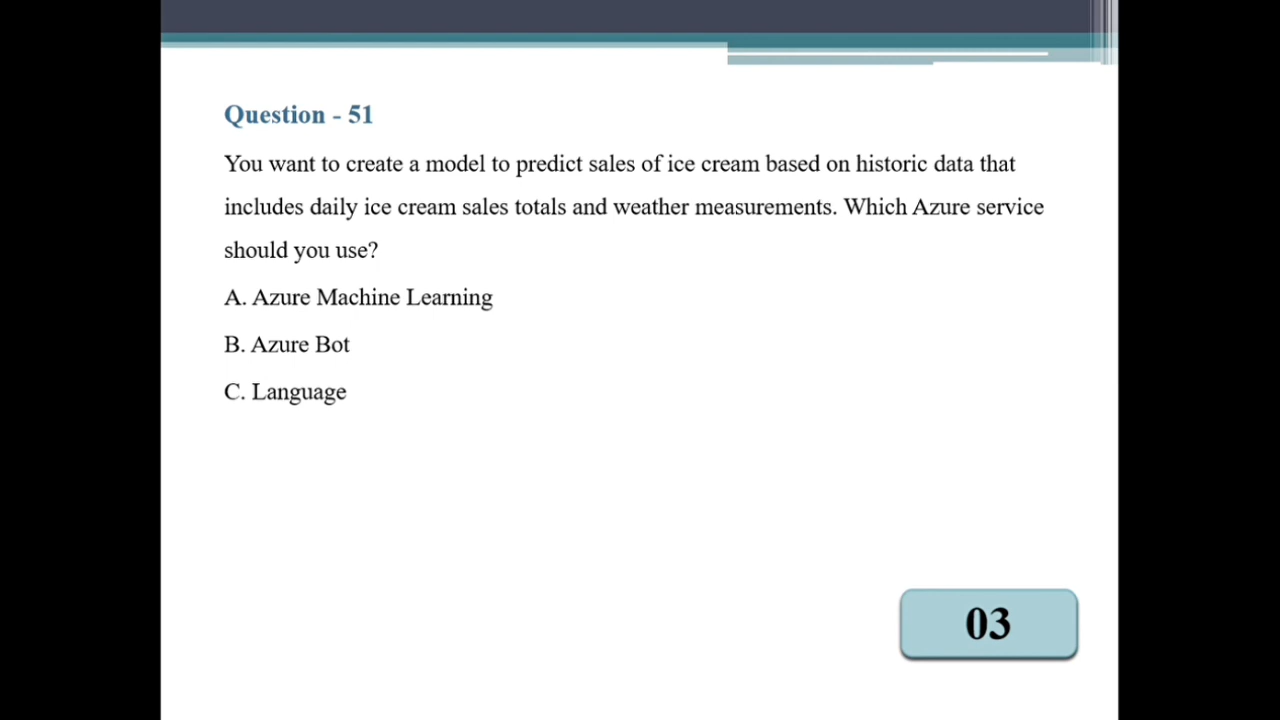 Question - 51
You want to create a model to predict sales of ice cream based on historic data that
includes daily ice cream sales totals and weather measurements. Which Azure service
should you use?
A. Azure Machine Learning
B. Azure Bot
C. Language
03